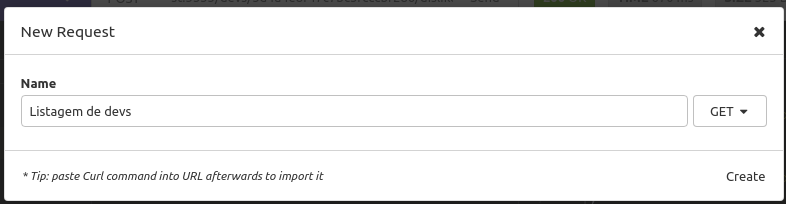 New Request
Name
Listagem de devs
GET
* Tip: paste Curl command into URL afterwards to import it
Create